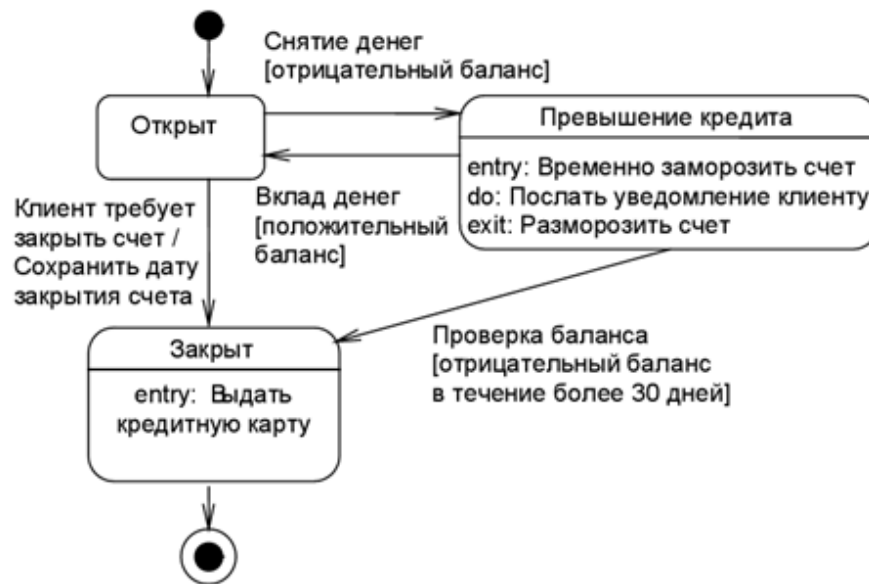 Снятие денег
[отрицательный баланс]
Открыт
Превышение кредита
entry: Временно заморозить счет
do: Послать уведомление клиенту
exit: Разморозить счет
Вклад денег
[положительный
баланс]
Клиент требует
закрыть счет /
Сохранить дату
закрытия счета
Проверка баланса
[отрицательный баланс
в течение более 30 дней]
Закрыт
entry: Выдать
кредитную карту